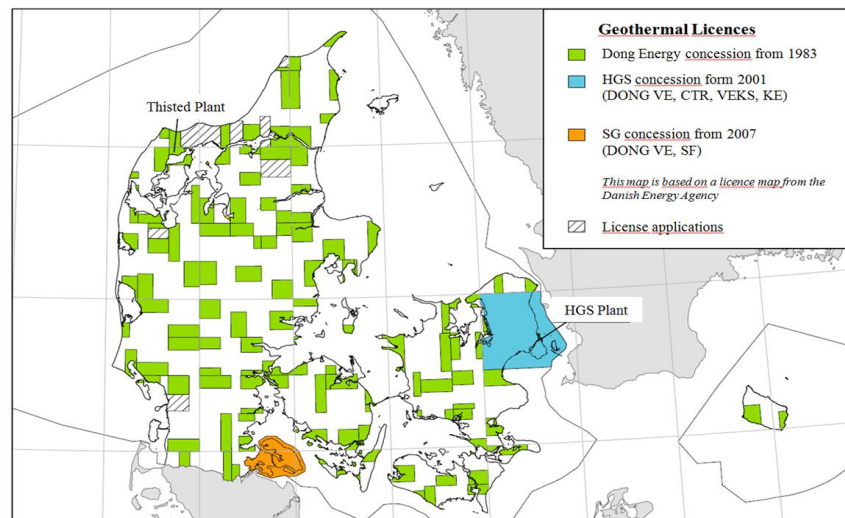 Geothermal Licences
Dong Energy concession from 1983
HGS concession form 2001
(DONG VE, CTR, VEKS, KE)
SG concession from 2007
(DONG VE, SF)
This map is based on a licence map from the
Danish Energy Agency
License applications
Thisted Plant
HGS Plant